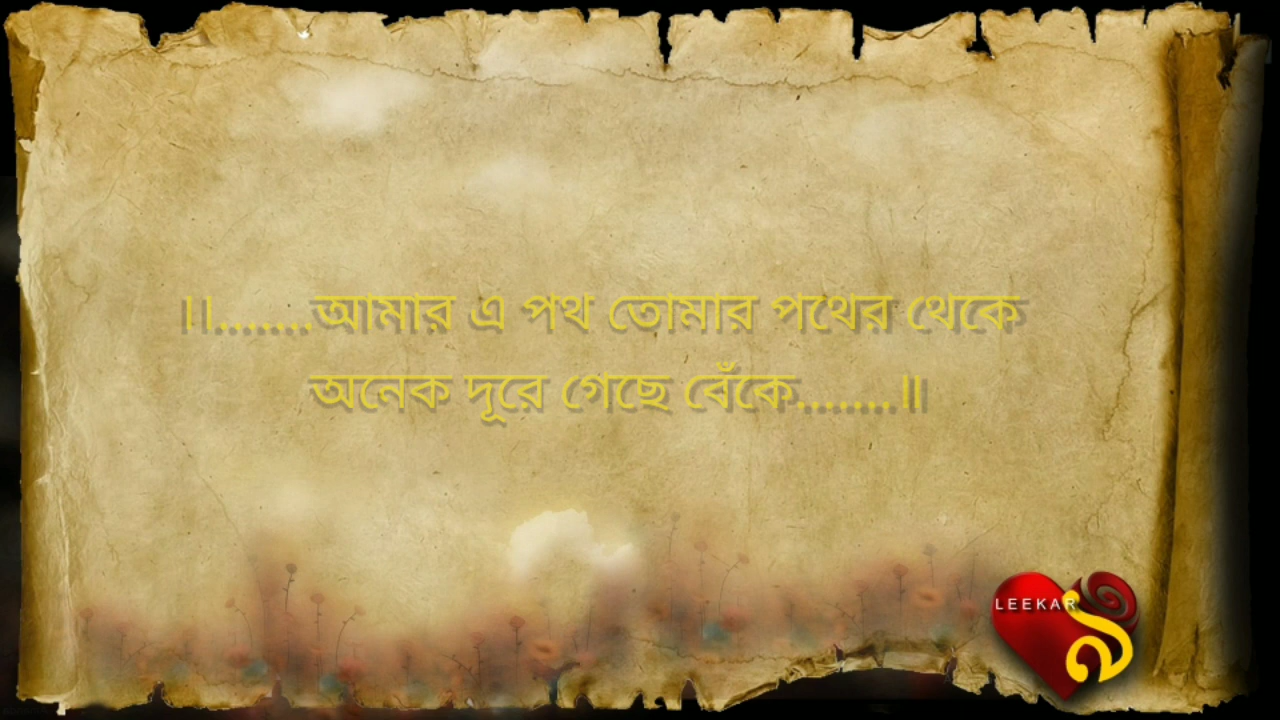 ।।.......আমার এ পথ তোমার পথের থেকে
অনেক দূরে গেছে বেঁকে.......॥
LEEKAR
ঌ